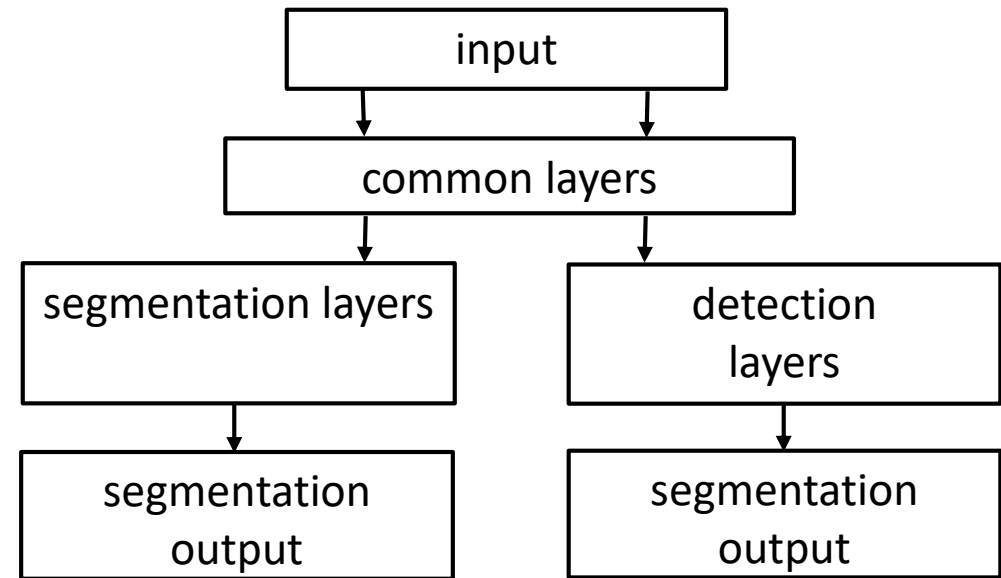 input
common layers
segmentation layers
detection
layers
segmentation
output
segmentation
output